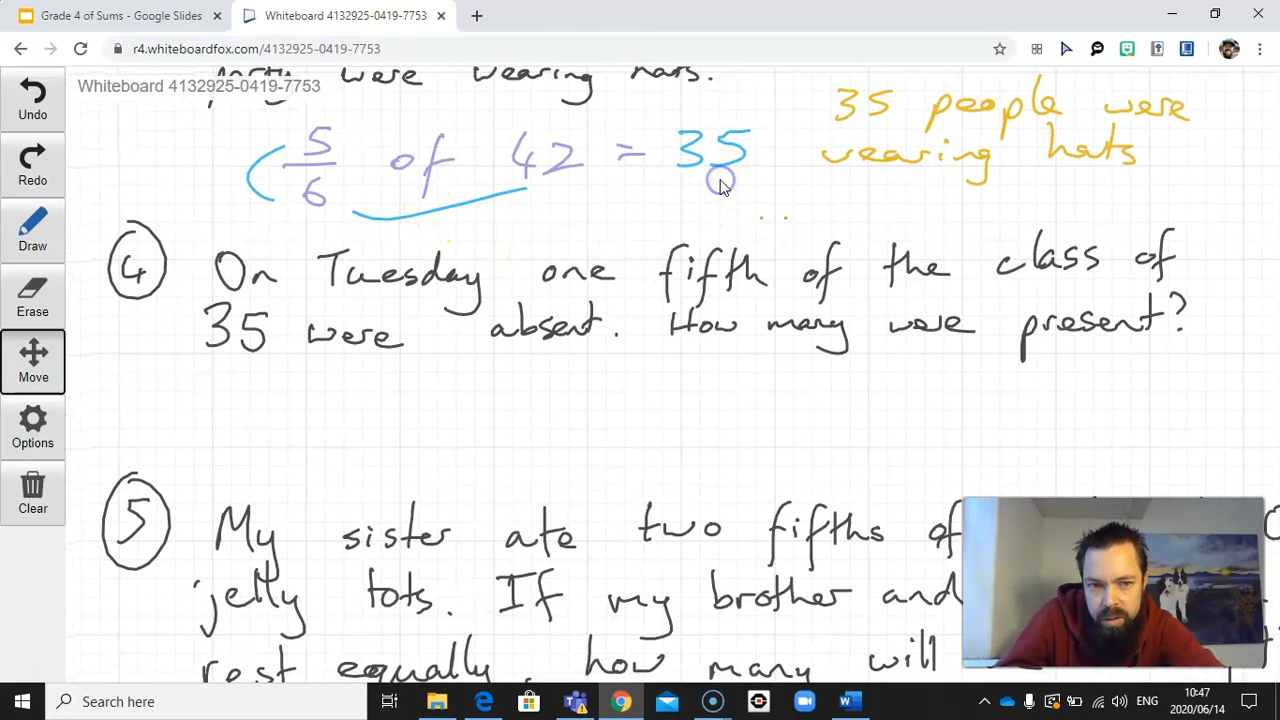 Grade 4 of Sums - Google Slides
Whiteboard 4132925-0419-7753
r4.whiteboardfox.com/4132925-0419-7753
Undo
Redo
Draw
Erase
Move
Options
Clear
Whiteboard 4132925-0419-7753
party were wearing hats.
5/6 of 42 = 35
35 people were
wearing hats
4 On Tuesday one fifth of the class of
35 were absent. How many were present?
5 My sister ate two fifths of
jelly tots. If my brother and
rest equally, how many will
Type here to search
ENG
10:47
2020/06/14